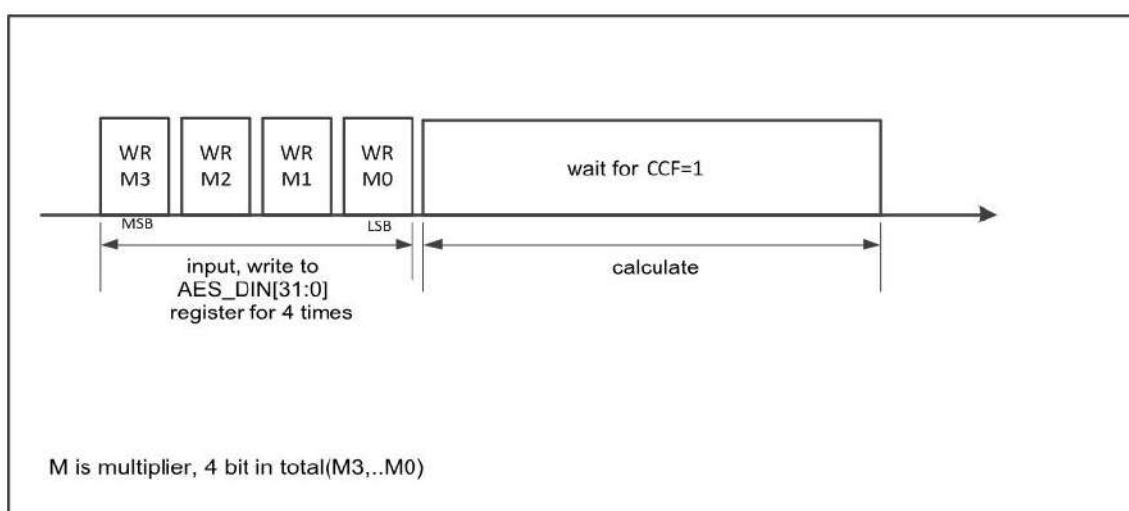 WR WR WR WR
M3 M2 M1 M0
wait for CCF=1
MSB LSB
input, write to
AES_DIN[31:0]
register for 4 times
calculate
M is multiplier, 4 bit in total(M3,..M0)